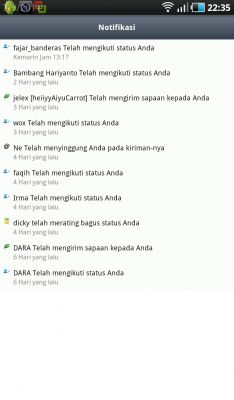 22:35
Notifikasi
fajar_banderas Telah mengikuti status Anda
Kemarin Jam 13:17
Bambang Hariyanto Telah mengikuti status Anda
2 Hari yang lalu
jelex [heiiyyAiyuCarrot] Telah mengirim sapaan kepada Anda
3 Hari yang lalu
wox Telah mengikuti status Anda
3 Hari yang lalu
Ne Telah menyinggung Anda pada kiriman-nya
4 Hari yang lalu
faqih Telah mengikuti status Anda
4 Hari yang lalu
Irma Telah mengikuti status Anda
4 Hari yang lalu
dicky telah merating bagus status Anda
4 Hari yang lalu
DARA Telah mengirim sapaan kepada Anda
6 Hari yang lalu
DARA Telah mengikuti status Anda
6 Hari yang lalu